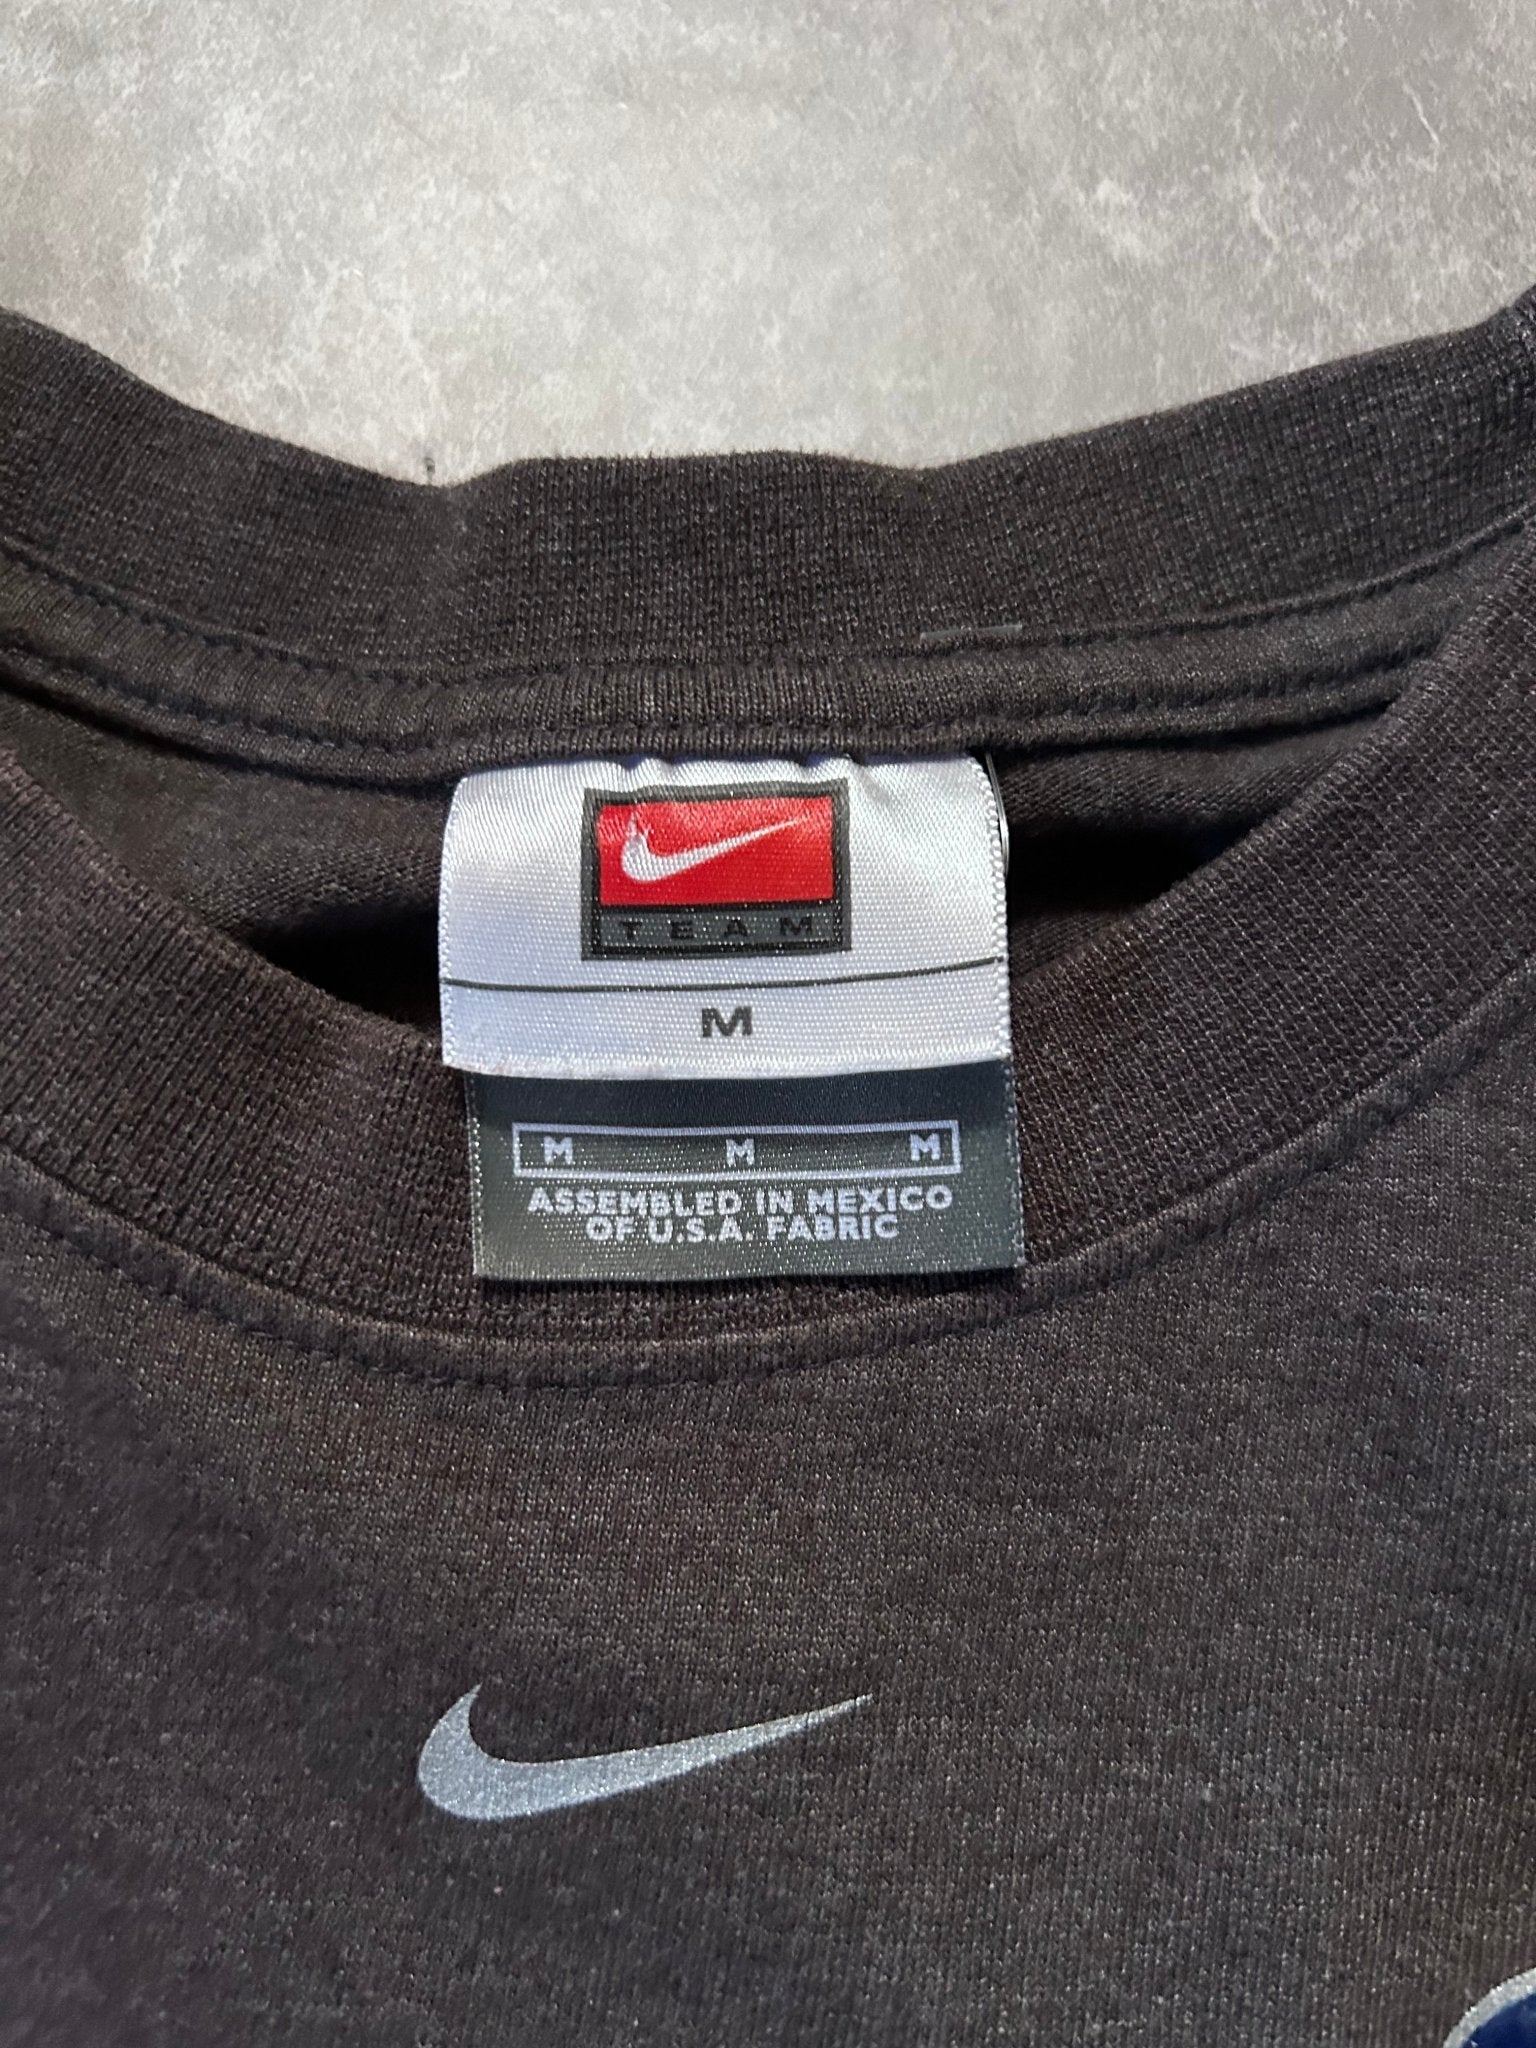 TEAM
M
M M M
ASSEMBLED IN MEXICO
OF U.S.A. FABRIC